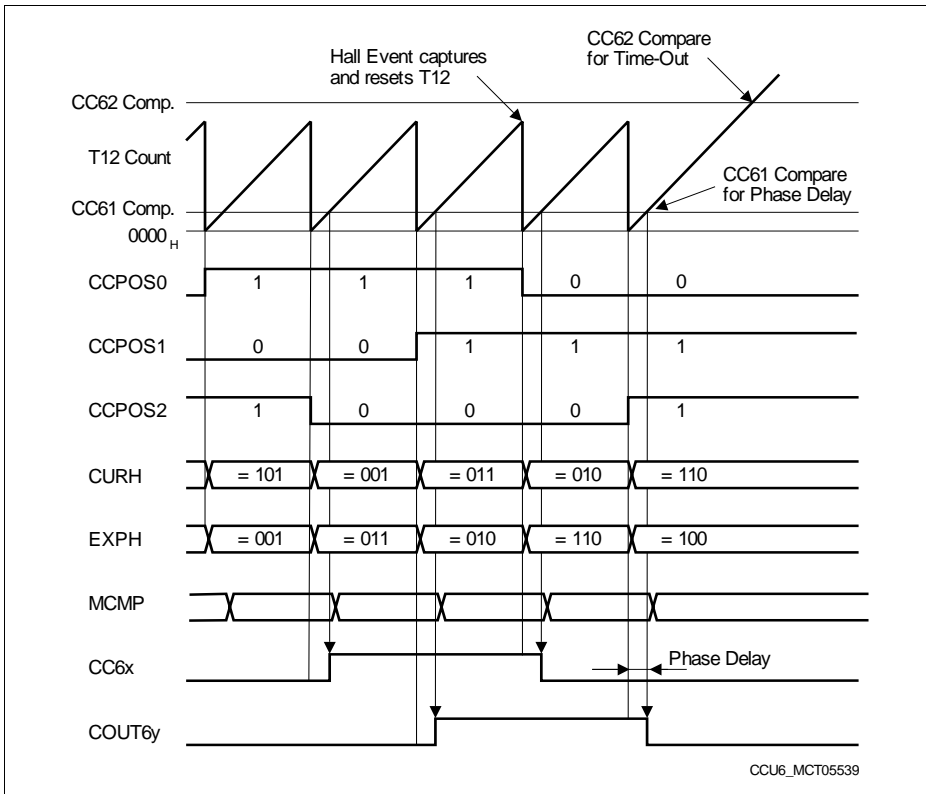 CC62 Compare
for Time-Out
Hall Event captures
and resets T12
CC62 Comp.
T12 Count
CC61 Compare
for Phase Delay
CC61 Comp.
0000 H
CCPOS0 1 1 1 0 0
CCPOS1 0 0 1 1 1
CCPOS2 1 0 0 0 1
CURH = 101 = 001 = 011 = 010 = 110
EXPH = 001 = 011 = 010 = 110 = 100
MCMP
CC6x
Phase Delay
COUT6y
CCU6_MCT05539